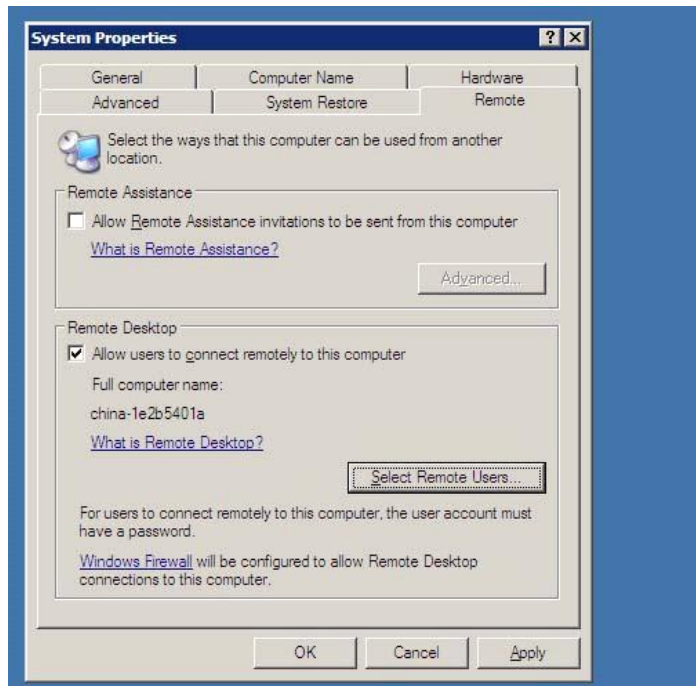 System Properties
General
Computer Name
Hardware
Advanced
System Restore
Remote
Select the ways that this computer can be used from another
location.
Remote Assistance
Allow Remote Assistance invitations to be sent from this computer
What is Remote Assistance?
Advanced...
Remote Desktop
Allow users to connect remotely to this computer
Full computer name:
china-1e2b5401a
What is Remote Desktop?
Select Remote Users...
For users to connect remotely to this computer, the user account must
have a password.
Windows Firewall will be configured to allow Remote Desktop
connections to this computer.
OK
Cancel
Apply